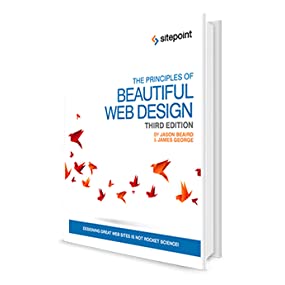 sitepoint
THE PRINCIPLES OF
BEAUTIFUL
WEB DESIGN
THIRD EDITION
BY JASON BEAIRD
& JAMES GEORGE
DESIGNING GREAT WEB SITES IS NOT ROCKET SCIENCE!